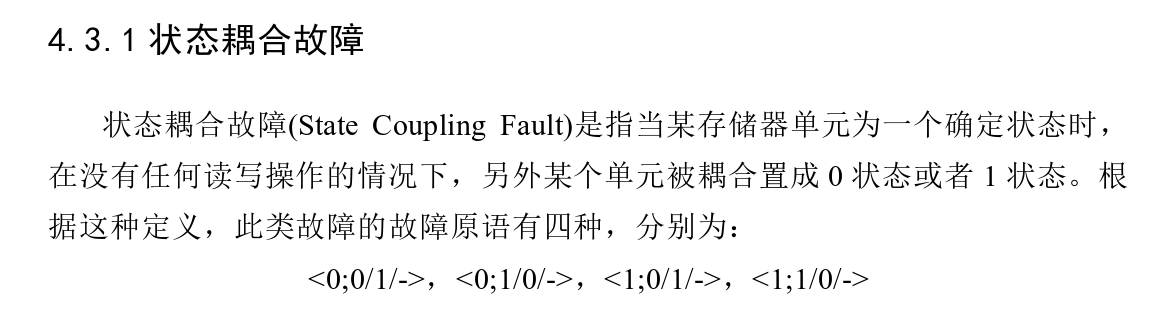 4.3.1 状态耦合故障
状态耦合故障(State Coupling Fault)是指当某存储器单元为一个确定状态时，
在没有任何读写操作的情况下，另外某个单元被耦合置成 0 状态或者 1 状态。根
据这种定义，此类故障的故障原语有四种，分别为：
<0;0/1/->，<0;1/0/->，<1;0/1/->，<1;1/0/->